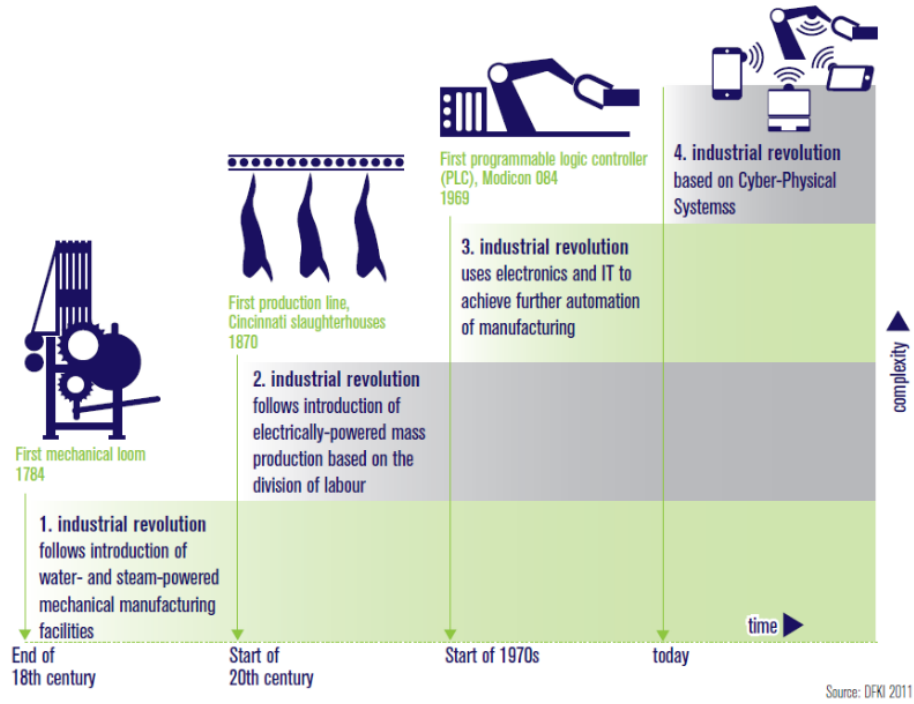 First mechanical loom
1784
1. industrial revolution
follows introduction of
water- and steam-powered
mechanical manufacturing
facilities
End of
18th century
First production line,
Cincinnati slaughterhouses
1870
2. industrial revolution
follows introduction of
electrically-powered mass
production based on the
division of labour
Start of
20th century
First programmable logic controller
(PLC), Modicon 084
1969
3. industrial revolution
uses electronics and IT to
achieve further automation
of manufacturing
Start of 1970s
4. industrial revolution
based on Cyber-Physical
Systemss
today
time
complexity
Source: DFKI 2011